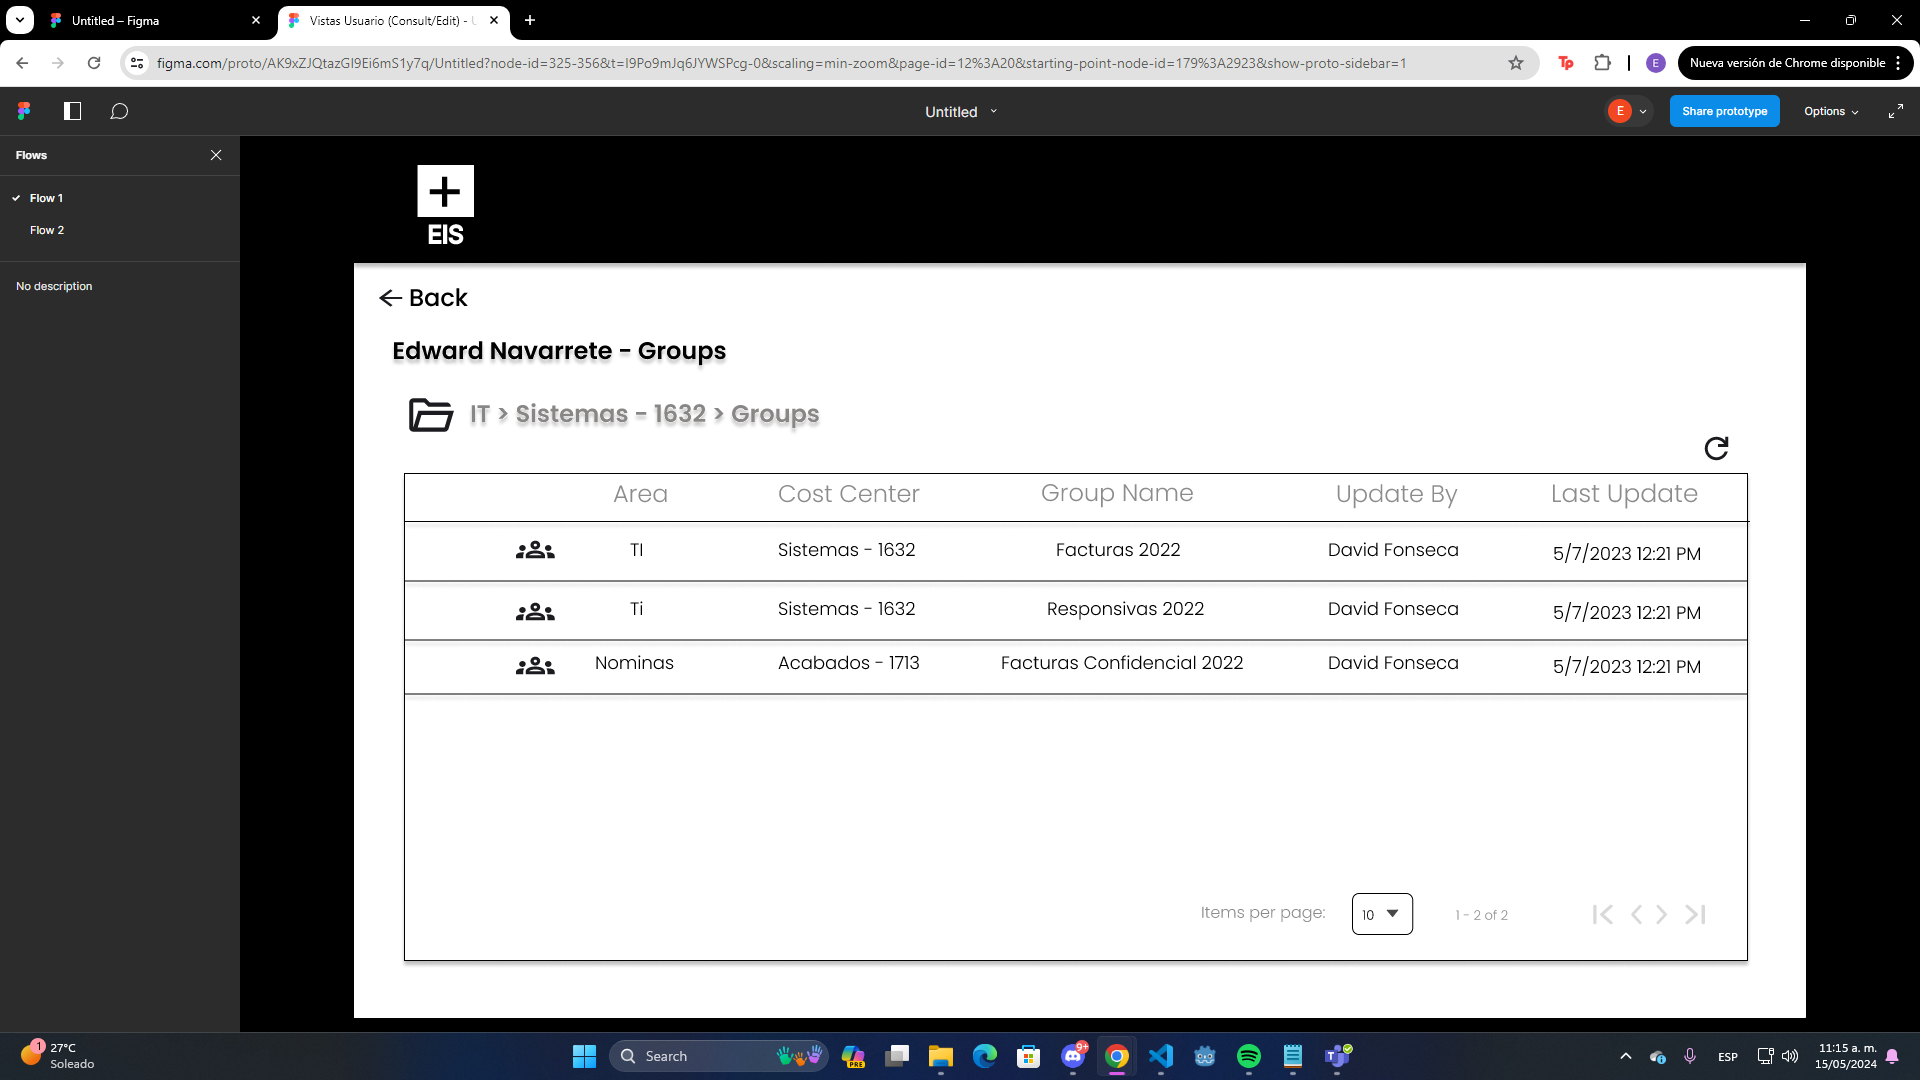 Untitled – Figma
Vistas Usuario (Consult/Edit) - U
figma.com/proto/AK9xZJQtazGI9Ei6mS1y7q/Untitled?node-id=325-356&t=I9Po9mJq6JYWSPcg-0&scaling=min-zoom&page-id=12%3A20&starting-point-node-id=179%3A2923&show-proto-sidebar=1
Tp
E
Nueva versión de Chrome disponible
Untitled
E
Share prototype
Options
Flows
Flow 1
Flow 2
No description
EIS
Back
Edward Navarrete - Groups
IT > Sistemas - 1632 > Groups
Area Cost Center Group Name Update By Last Update
TI Sistemas - 1632 Facturas 2022 David Fonseca 5/7/2023 12:21 PM
Ti Sistemas - 1632 Responsivas 2022 David Fonseca 5/7/2023 12:21 PM
Nominas Acabados - 1713 Facturas Confidencial 2022 David Fonseca 5/7/2023 12:21 PM
Items per page: 10 1 - 2 of 2
1
27°C
Soleado
Search
PRE
9+
ESP
11:15 a. m.
15/05/2024